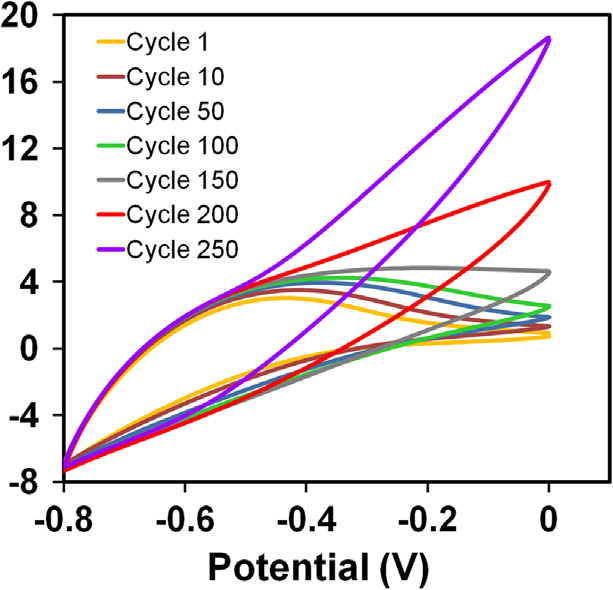 20
16
12
8
4
0
-4
-8
Cycle 1
Cycle 10
Cycle 50
Cycle 100
Cycle 150
Cycle 200
Cycle 250
-0.8 -0.6 -0.4 -0.2 0
Potential (V)